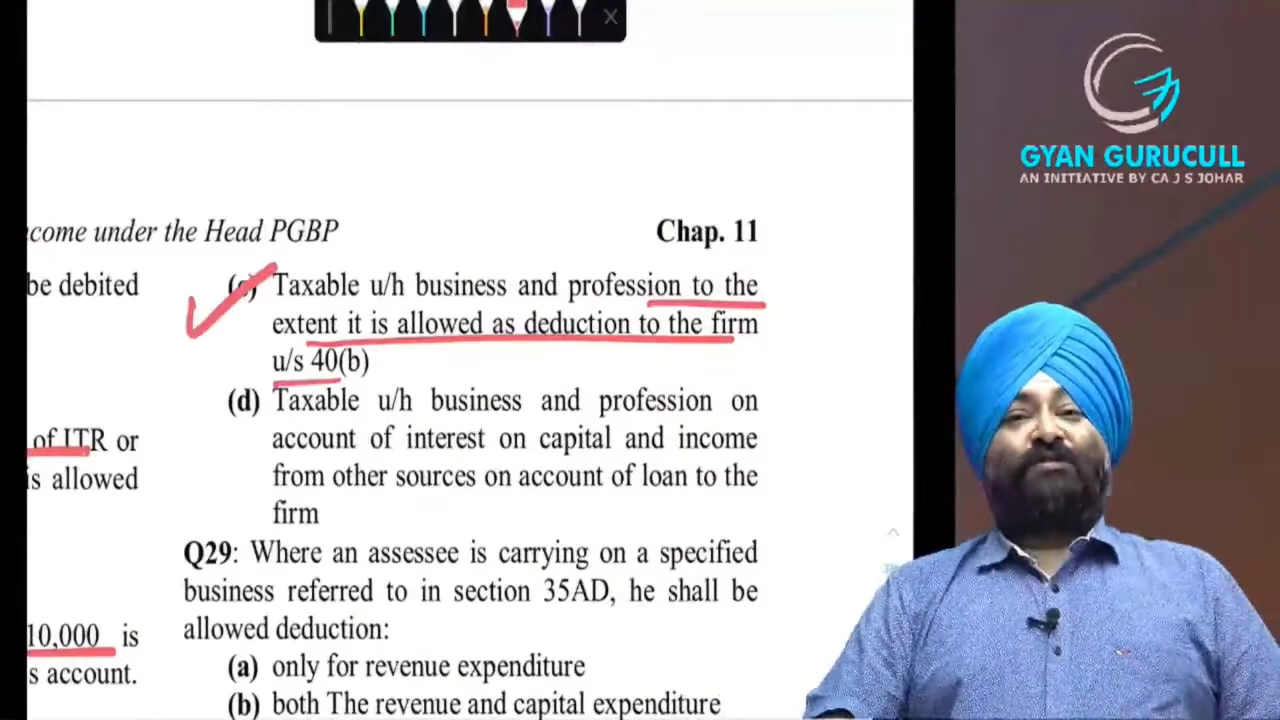 GYAN GURUCULL
AN INITIATIVE BY CA J S JOHAR
come under the Head PGBP
Chap. 11
be debited
of ITR or
is allowed
10,000 is
s account.
(c) Taxable u/h business and profession to the
extent it is allowed as deduction to the firm
u/s 40(b)
(d) Taxable u/h business and profession on
account of interest on capital and income
from other sources on account of loan to the
firm
Q29: Where an assessee is carrying on a specified
business referred to in section 35AD, he shall be
allowed deduction:
(a) only for revenue expenditure
(b) both The revenue and capital expenditure